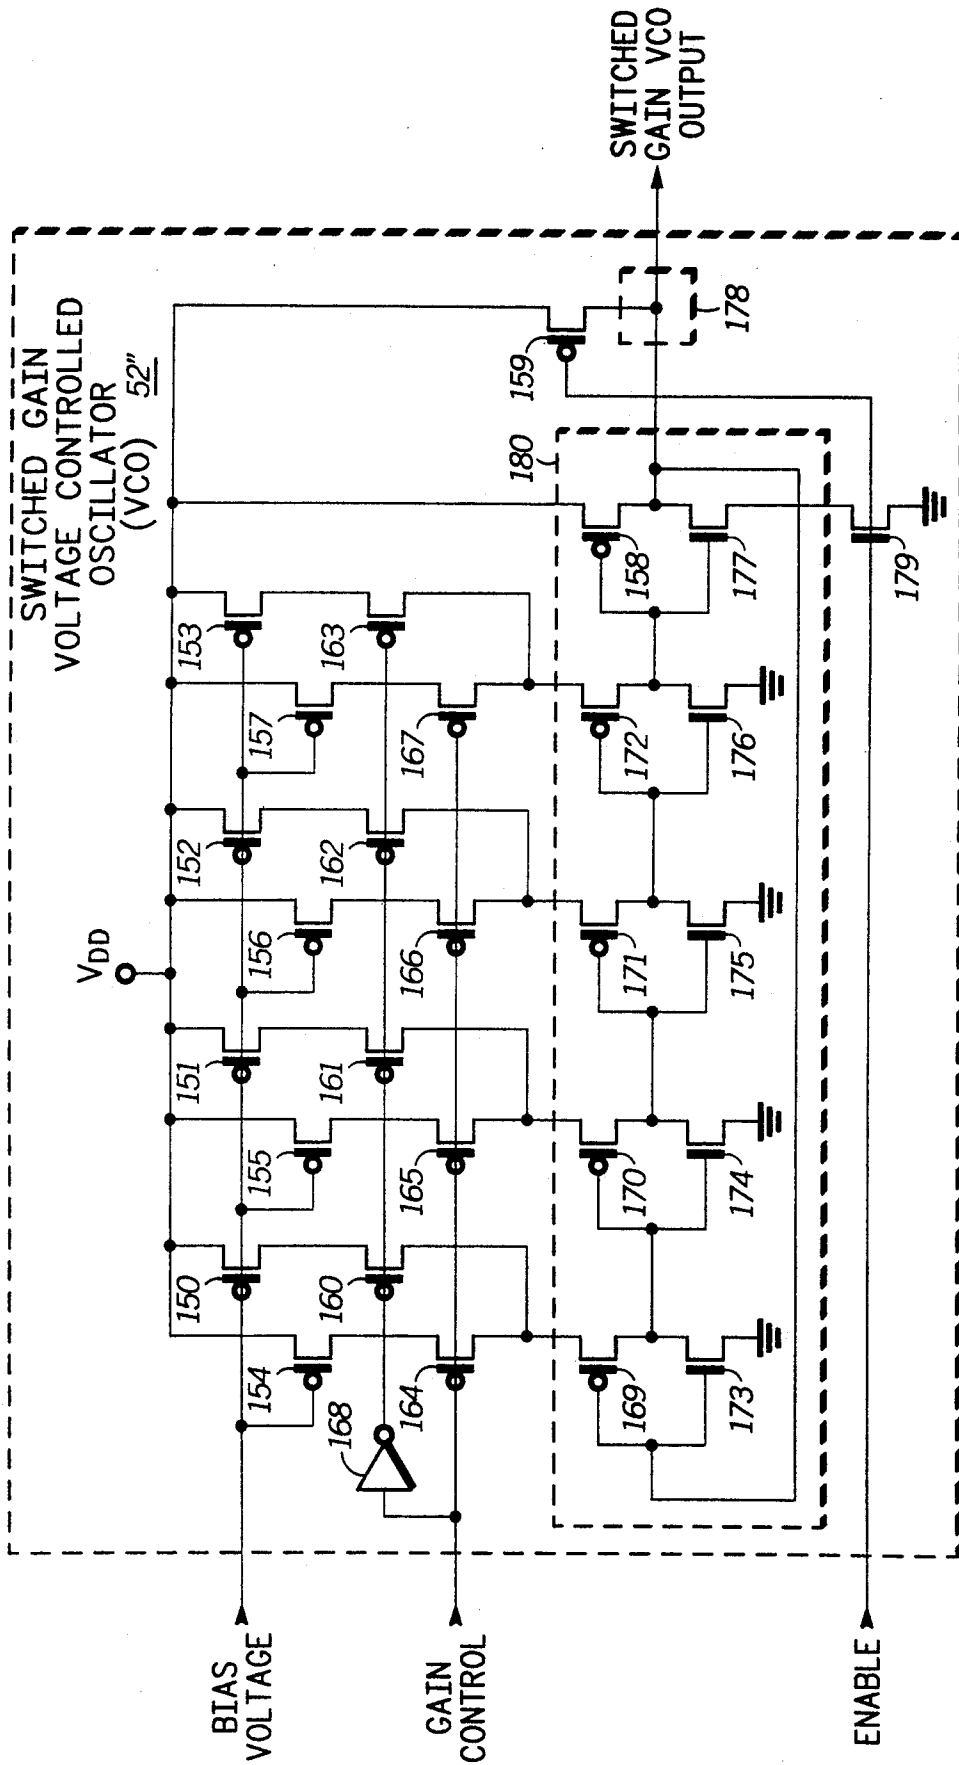 SWITCHED GAIN
VOLTAGE CONTROLLED
OSCILLATOR
(VCO) 52"
VDD
BIAS
VOLTAGE
GAIN
CONTROL
ENABLE
SWITCHED
GAIN VCO
OUTPUT
150
151
152
153
154
155
156
157
160
161
162
163
168
164
165
166
167
159
180
169
170
171
172
158
173
174
175
176
177
178
179